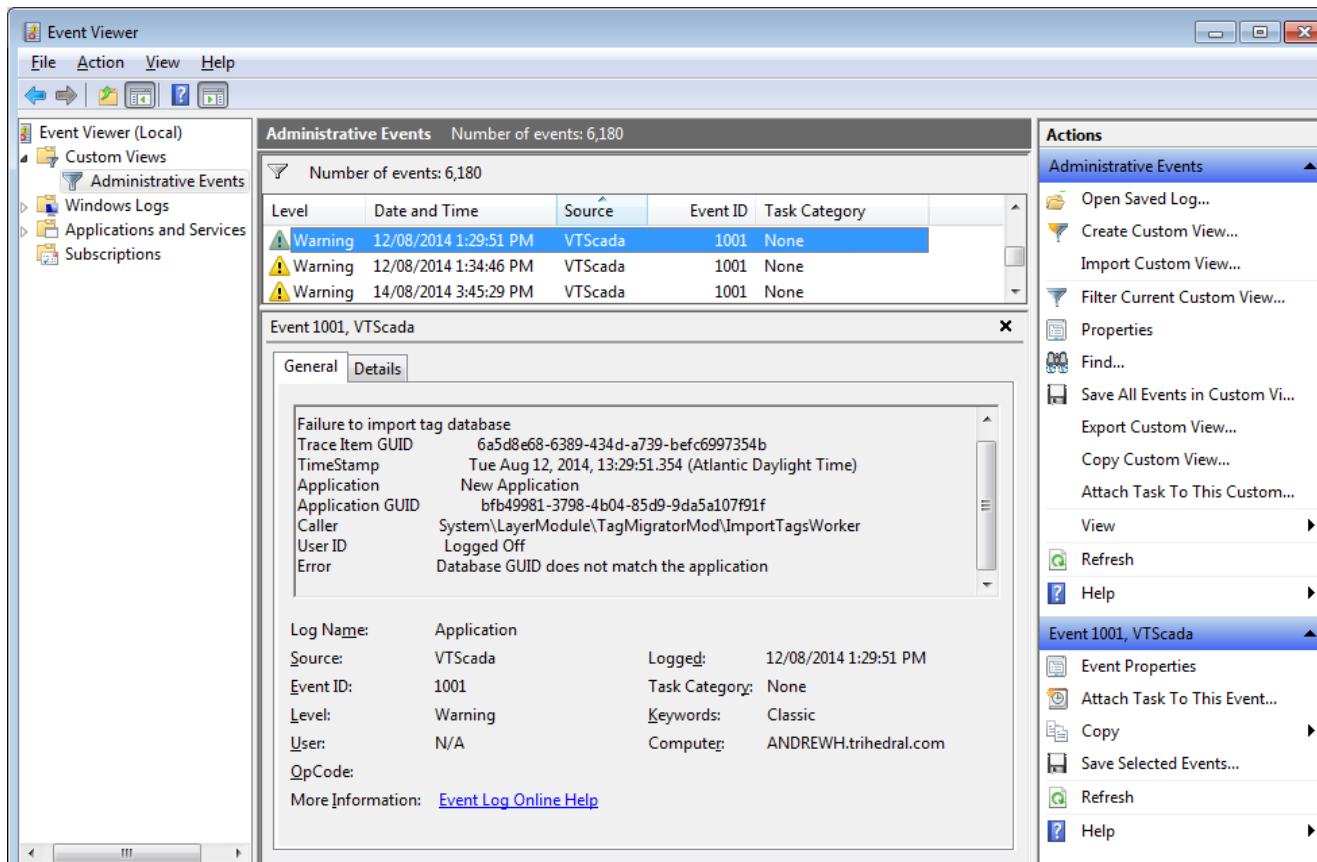 Event Viewer
File Action View Help
Event Viewer (Local)
Custom Views
Administrative Events
Windows Logs
Applications and Services
Subscriptions
Administrative Events Number of events: 6,180
Number of events: 6,180
Level Date and Time Source Event ID Task Category
Warning 12/08/2014 1:29:51 PM VTScada 1001 None
Warning 12/08/2014 1:34:46 PM VTScada 1001 None
Warning 14/08/2014 3:45:29 PM VTScada 1001 None
Event 1001, VTScada
General Details
Failure to import tag database
Trace Item GUID 6a5d8e68-6389-434d-a739-befc6997354b
TimeStamp Tue Aug 12, 2014, 13:29:51.354 (Atlantic Daylight Time)
Application New Application
Application GUID bfb49981-3798-4b04-85d9-9da5a107f91f
Caller System\LayerModule\TagMigratorMod\ImportTagsWorker
User ID Logged Off
Error Database GUID does not match the application
Log Name: Application
Source: VTScada Logged: 12/08/2014 1:29:51 PM
Event ID: 1001 Task Category: None
Level: Warning Keywords: Classic
User: N/A Computer: ANDREWH.trihedral.com
OpCode:
More Information: Event Log Online Help
Actions
Administrative Events
Open Saved Log...
Create Custom View...
Import Custom View...
Filter Current Custom View...
Properties
Find...
Save All Events in Custom Vi...
Export Custom View...
Copy Custom View...
Attach Task To This Custom...
View
Refresh
Help
Event 1001, VTScada
Event Properties
Attach Task To This Event...
Copy
Save Selected Events...
Refresh
Help